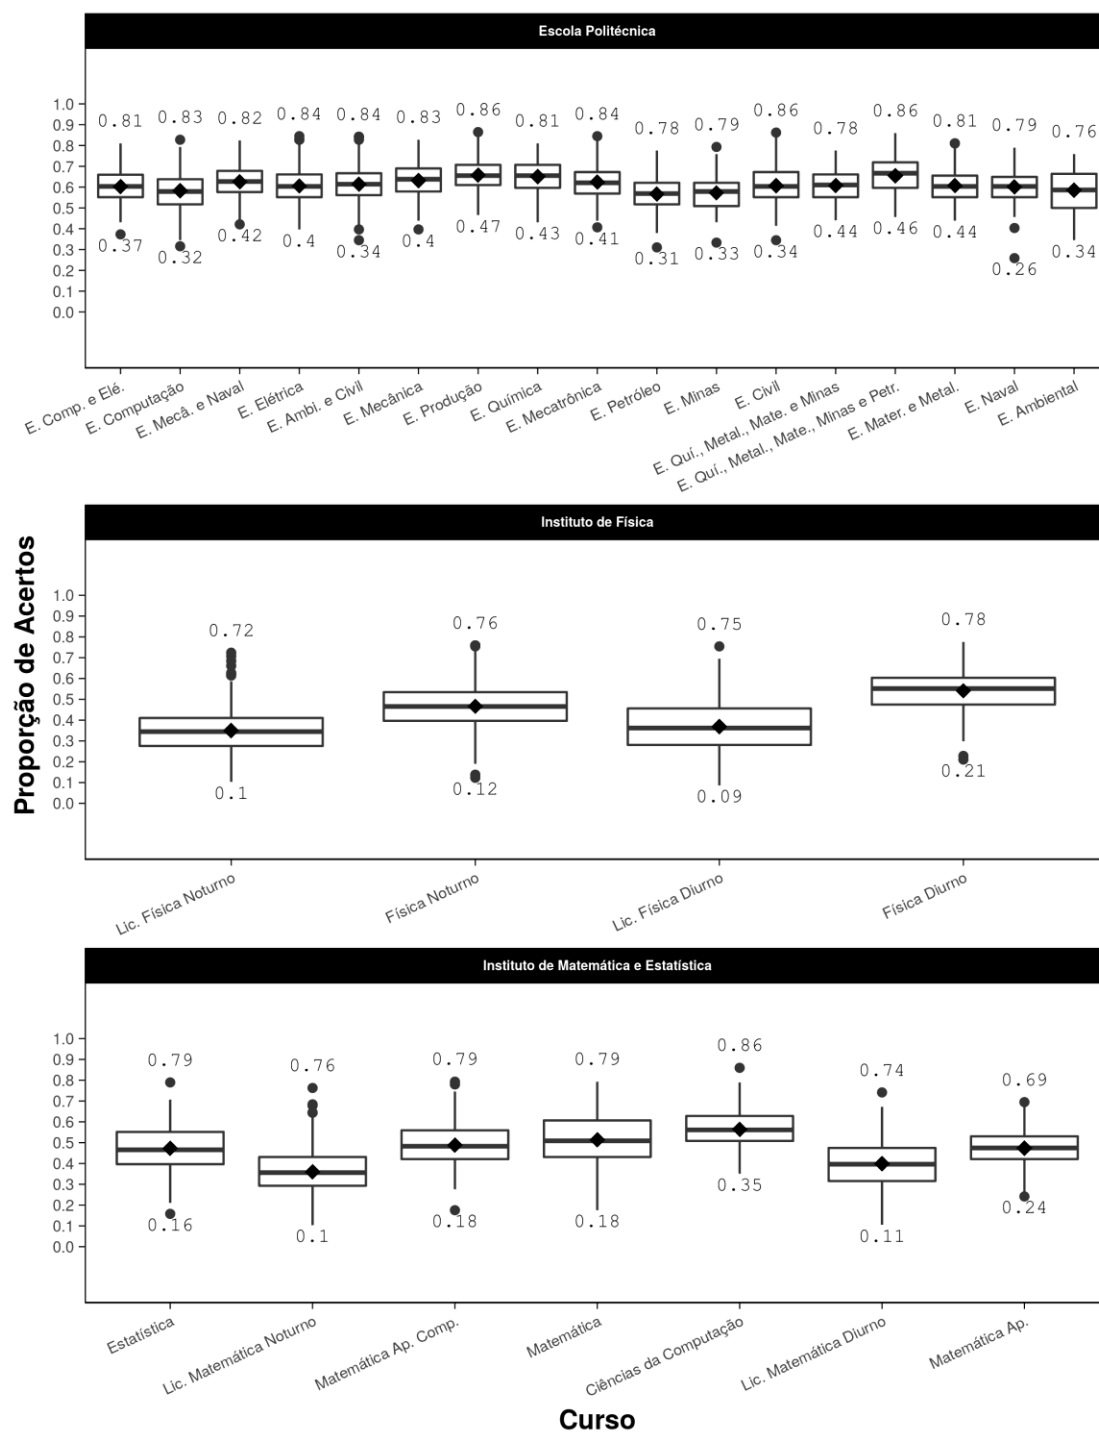 Escola Politécnica
1.0
0.9
0.8
0.7
0.6
0.5
0.4
0.3
0.2
0.1
0.0
0.81 0.83 0.82 0.84 0.84 0.83 0.86 0.81 0.84 0.78 0.79 0.86 0.78 0.86 0.81 0.79 0.76
0.37 0.32 0.42 0.4 0.34 0.4 0.47 0.43 0.41 0.31 0.33 0.34 0.44 0.46 0.44 0.26 0.34
E. Comp. e Elé.
E. Computação
E. Mecâ. e Naval
E. Elétrica
E. Ambi. e Civil
E. Mecânica
E. Produção
E. Química
E. Mecatrônica
E. Petróleo
E. Minas
E. Civil
E. Quí., Metal., Mate. e Minas
E. Quí., Metal., Mate., Minas e Petr.
E. Mater. e Metal.
E. Naval
E. Ambiental
Proporção de Acertos
Instituto de Física
1.0
0.9
0.8
0.7
0.6
0.5
0.4
0.3
0.2
0.1
0.0
0.72 0.76 0.75 0.78
0.1 0.12 0.09 0.21
Lic. Física Noturno
Física Noturno
Lic. Física Diurno
Física Diurno
Instituto de Matemática e Estatística
1.0
0.9
0.8
0.7
0.6
0.5
0.4
0.3
0.2
0.1
0.0
0.79 0.76 0.79 0.79 0.86 0.74 0.69
0.16 0.1 0.18 0.18 0.35 0.11 0.24
Estatística
Lic. Matemática Noturno
Matemática Ap. Comp.
Matemática
Ciências da Computação
Lic. Matemática Diurno
Matemática Ap.
Curso